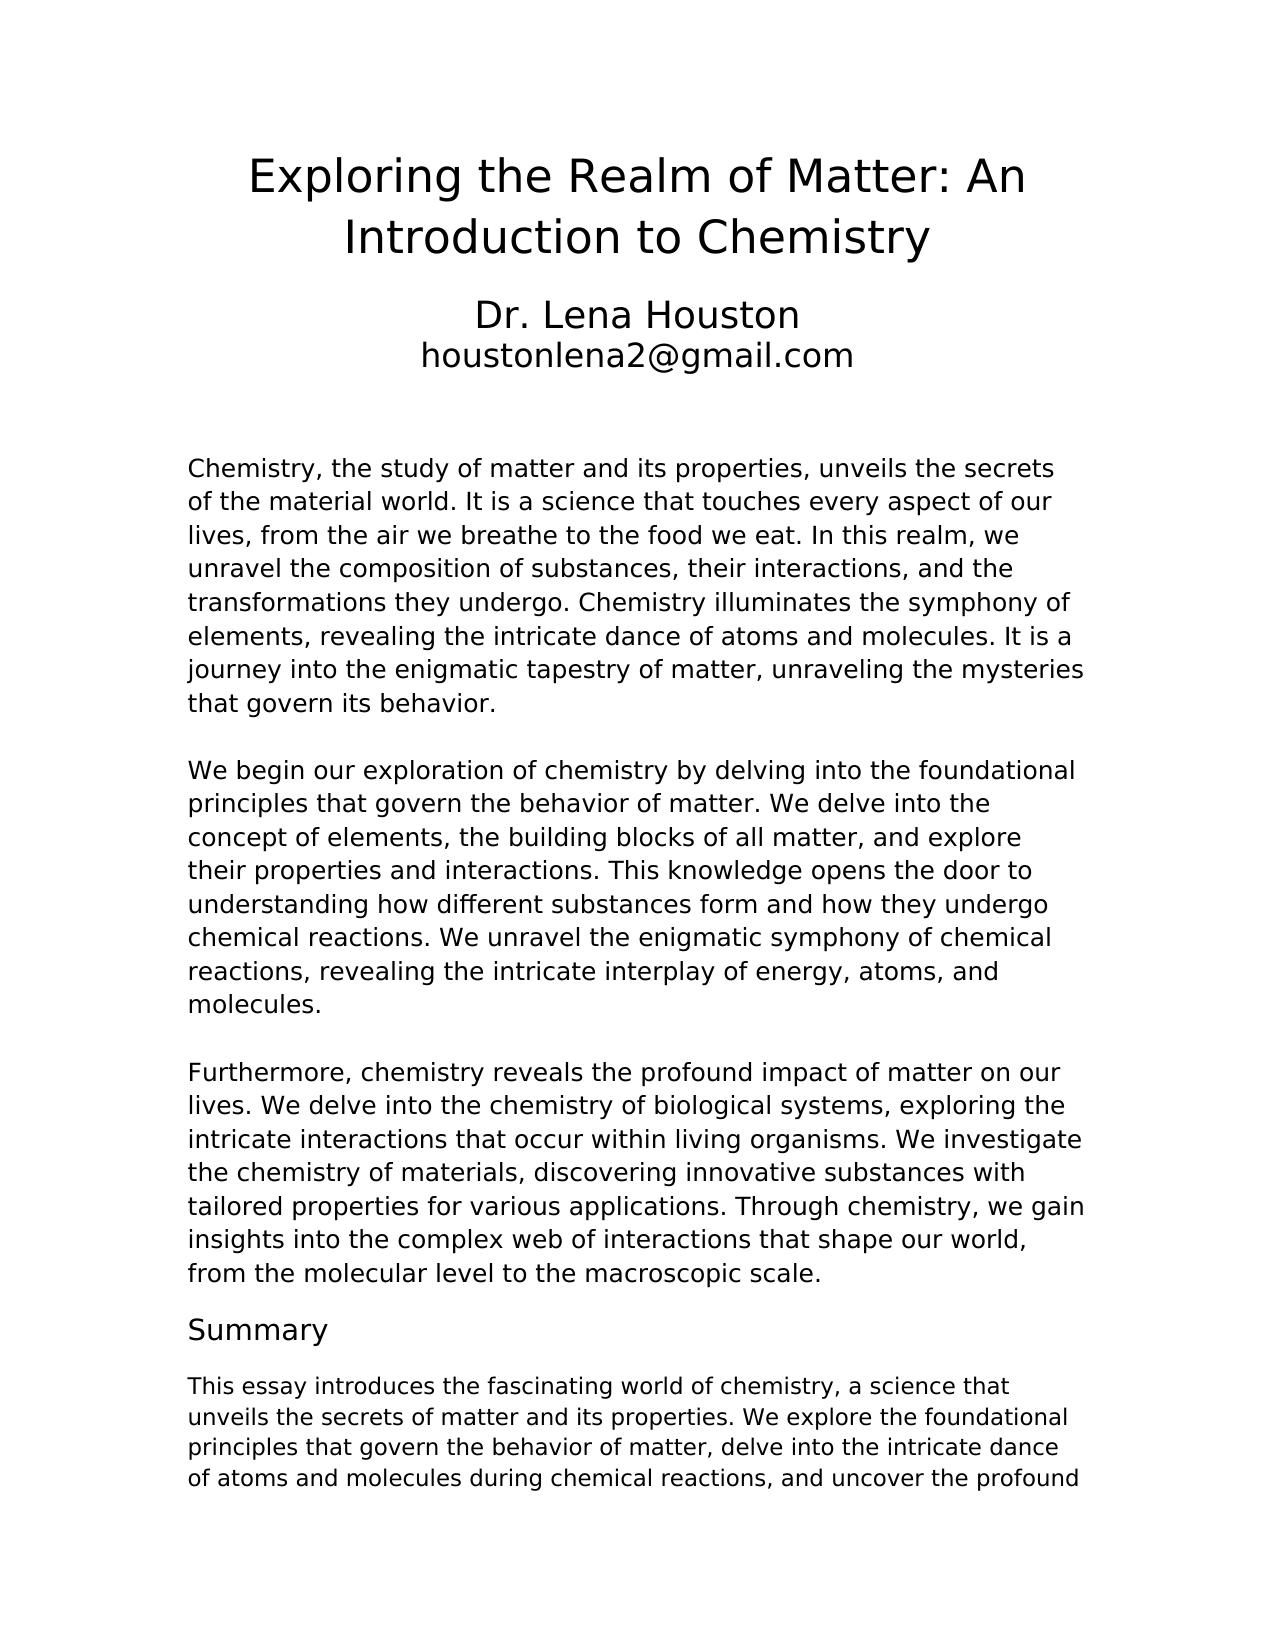 Exploring the Realm of Matter: An
Introduction to Chemistry
Dr. Lena Houston
houstonlena2@gmail.com
Chemistry, the study of matter and its properties, unveils the secrets
of the material world. It is a science that touches every aspect of our
lives, from the air we breathe to the food we eat. In this realm, we
unravel the composition of substances, their interactions, and the
transformations they undergo. Chemistry illuminates the symphony of
elements, revealing the intricate dance of atoms and molecules. It is a
journey into the enigmatic tapestry of matter, unraveling the mysteries
that govern its behavior.
We begin our exploration of chemistry by delving into the foundational
principles that govern the behavior of matter. We delve into the
concept of elements, the building blocks of all matter, and explore
their properties and interactions. This knowledge opens the door to
understanding how different substances form and how they undergo
chemical reactions. We unravel the enigmatic symphony of chemical
reactions, revealing the intricate interplay of energy, atoms, and
molecules.
Furthermore, chemistry reveals the profound impact of matter on our
lives. We delve into the chemistry of biological systems, exploring the
intricate interactions that occur within living organisms. We investigate
the chemistry of materials, discovering innovative substances with
tailored properties for various applications. Through chemistry, we gain
insights into the complex web of interactions that shape our world,
from the molecular level to the macroscopic scale.
Summary
This essay introduces the fascinating world of chemistry, a science that
unveils the secrets of matter and its properties. We explore the foundational
principles that govern the behavior of matter, delve into the intricate dance
of atoms and molecules during chemical reactions, and uncover the profound